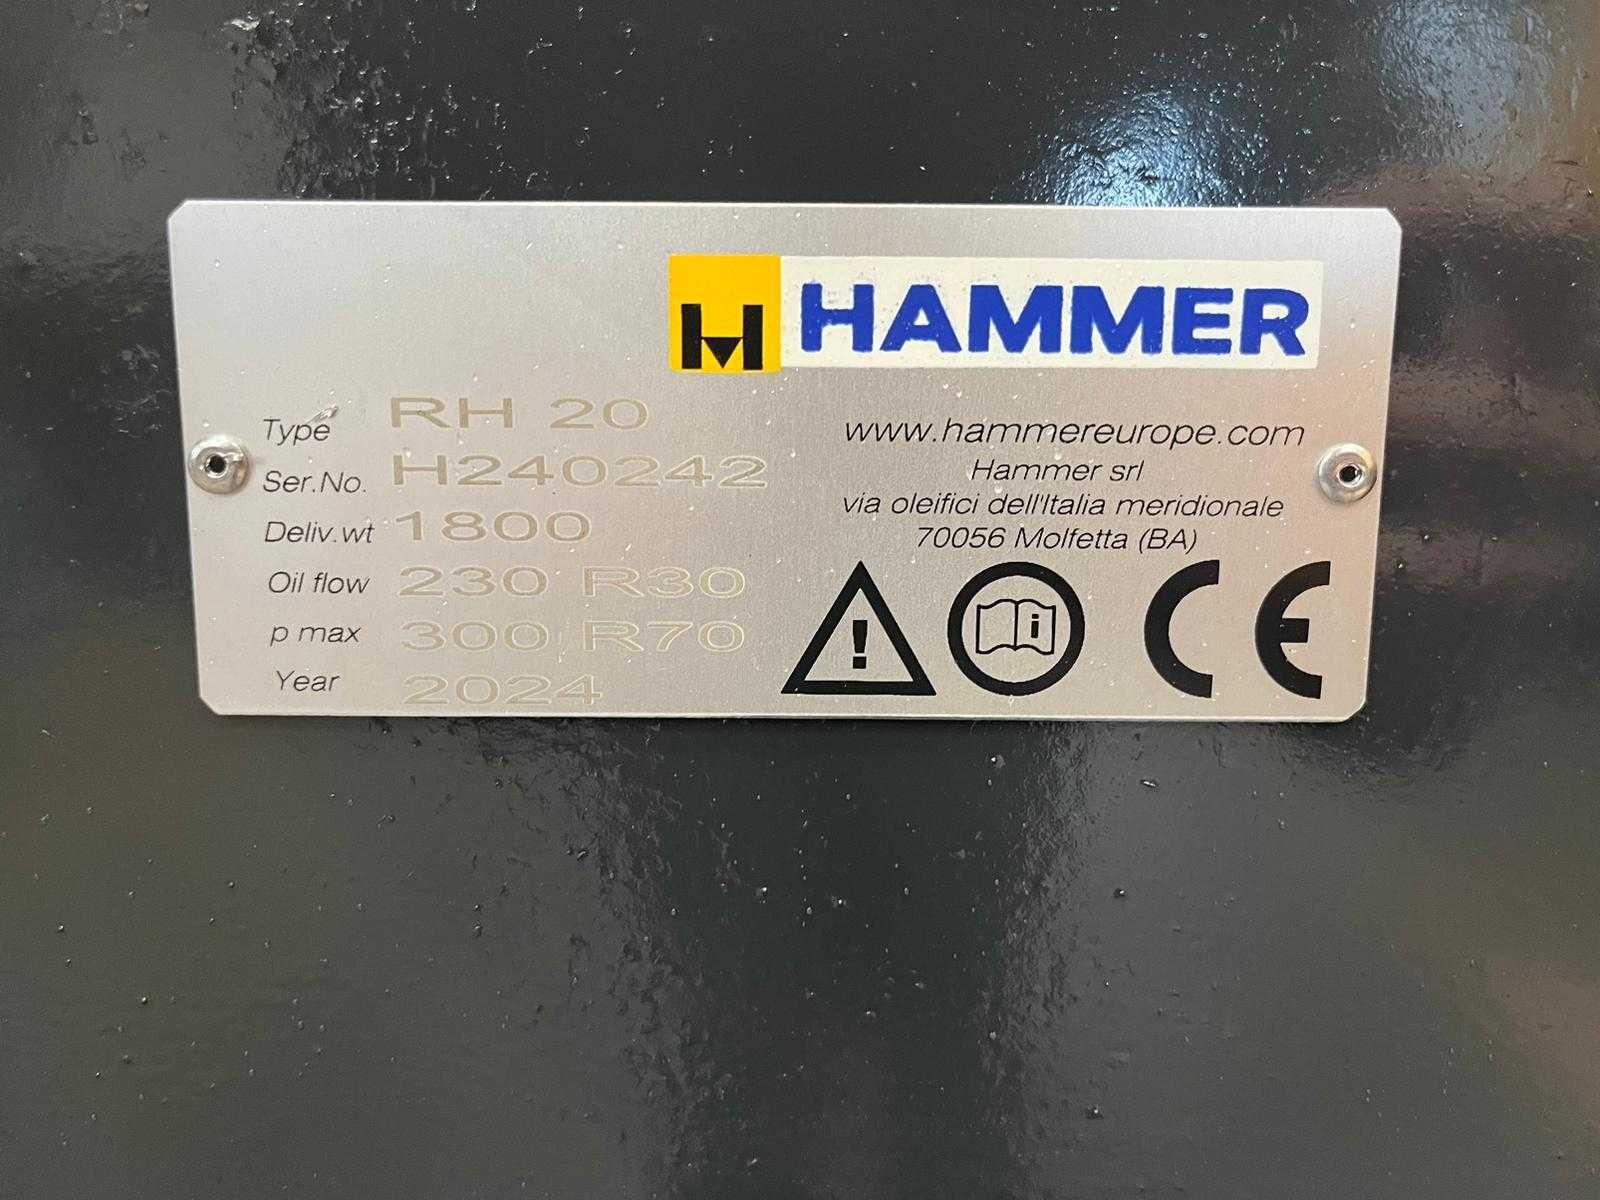 H HAMMER
Type RH 20
Ser.No. H240242
Deliv.wt 1800
Oil flow 230 R30
p max 300 R70
Year 2024
www.hammereurope.com
Hammer srl
via oleifici dell'Italia meridionale
70056 Molfetta (BA)
! i CE